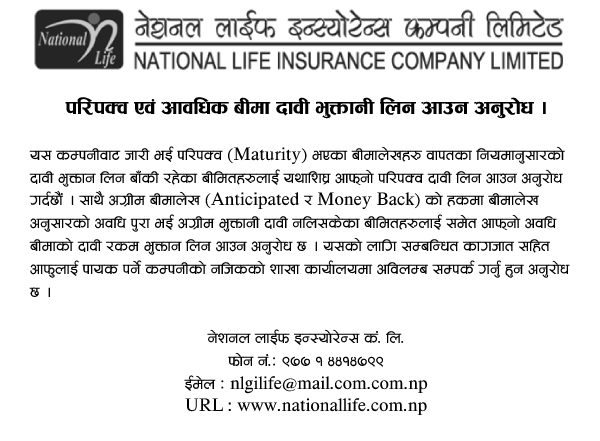 National
Life
नेशनल लाईफ इन्स्योरेन्स कम्पनी लिमिटेड
NATIONAL LIFE INSURANCE COMPANY LIMITED
परिपक्व एवं आवधिक बीमा दावी भुक्तानी लिन आउन अनुरोध ।
यस कम्पनीवाट जारी भई परिपक्व (Maturity) भएका बीमालेखहरु वापतका नियमानुसारको
दावी भुक्तान लिन बाँकी रहेका बीमितहरुलाई यथाशिघ्र आफ्नो परिपक्व दावी लिन आउन अनुरोध
गर्दछौं । साथै अग्रीम बीमालेख (Anticipated र Money Back) को हकमा बीमालेख
अनुसारको अवधि पुरा भई अग्रीम भुक्तानी दावी नलिसकेका बीमितहरुलाई समेत आफ्नो अवधि
बीमाको दावी रकम भुक्तान लिन आउन अनुरोध छ । यसको लागि सम्बन्धित कागजात सहित
आफुलाई पायक पर्ने कम्पनीको नजिकको शाखा कार्यालयमा अविलम्ब सम्पर्क गर्नु हुन अनुरोध
छ ।
नेशनल लाईफ इन्स्योरेन्स कं. लि.
फोन नं.: ९७७ १ ४४१४७९९
ईमेल : nlgilife@mail.com.com.np
URL : www.nationallife.com.np